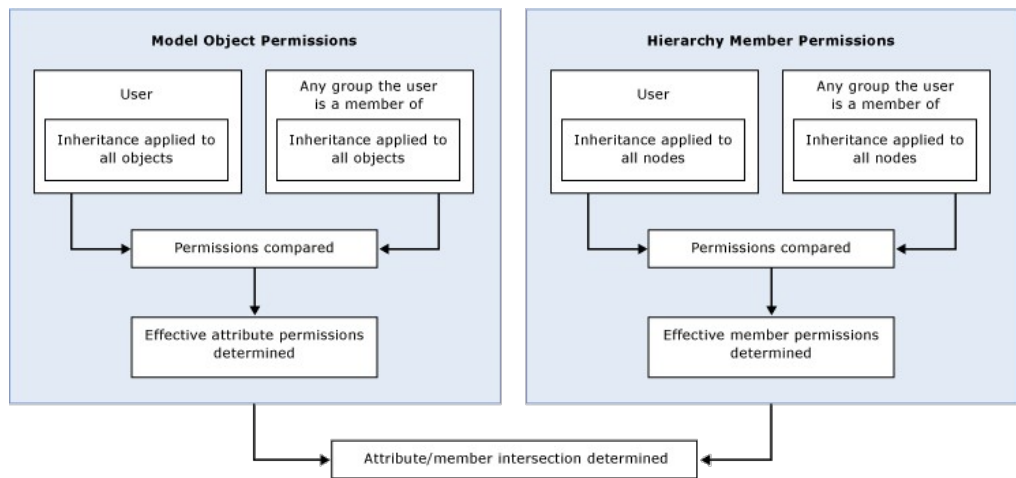 Model Object Permissions
User
Inheritance applied to
all objects
Any group the user
is a member of
Inheritance applied to
all objects
Permissions compared
Effective attribute permissions
determined
Hierarchy Member Permissions
User
Inheritance applied to
all nodes
Any group the user
is a member of
Inheritance applied to
all nodes
Permissions compared
Effective member permissions
determined
Attribute/member intersection determined